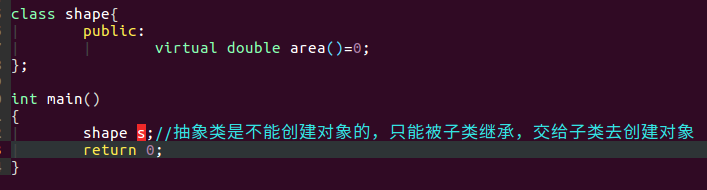 class shape{
public:
virtual double area()=0;
};
int main()
{
shape s;//抽象类是不能创建对象的，只能被子类继承，交给子类去创建对象
return 0;
}